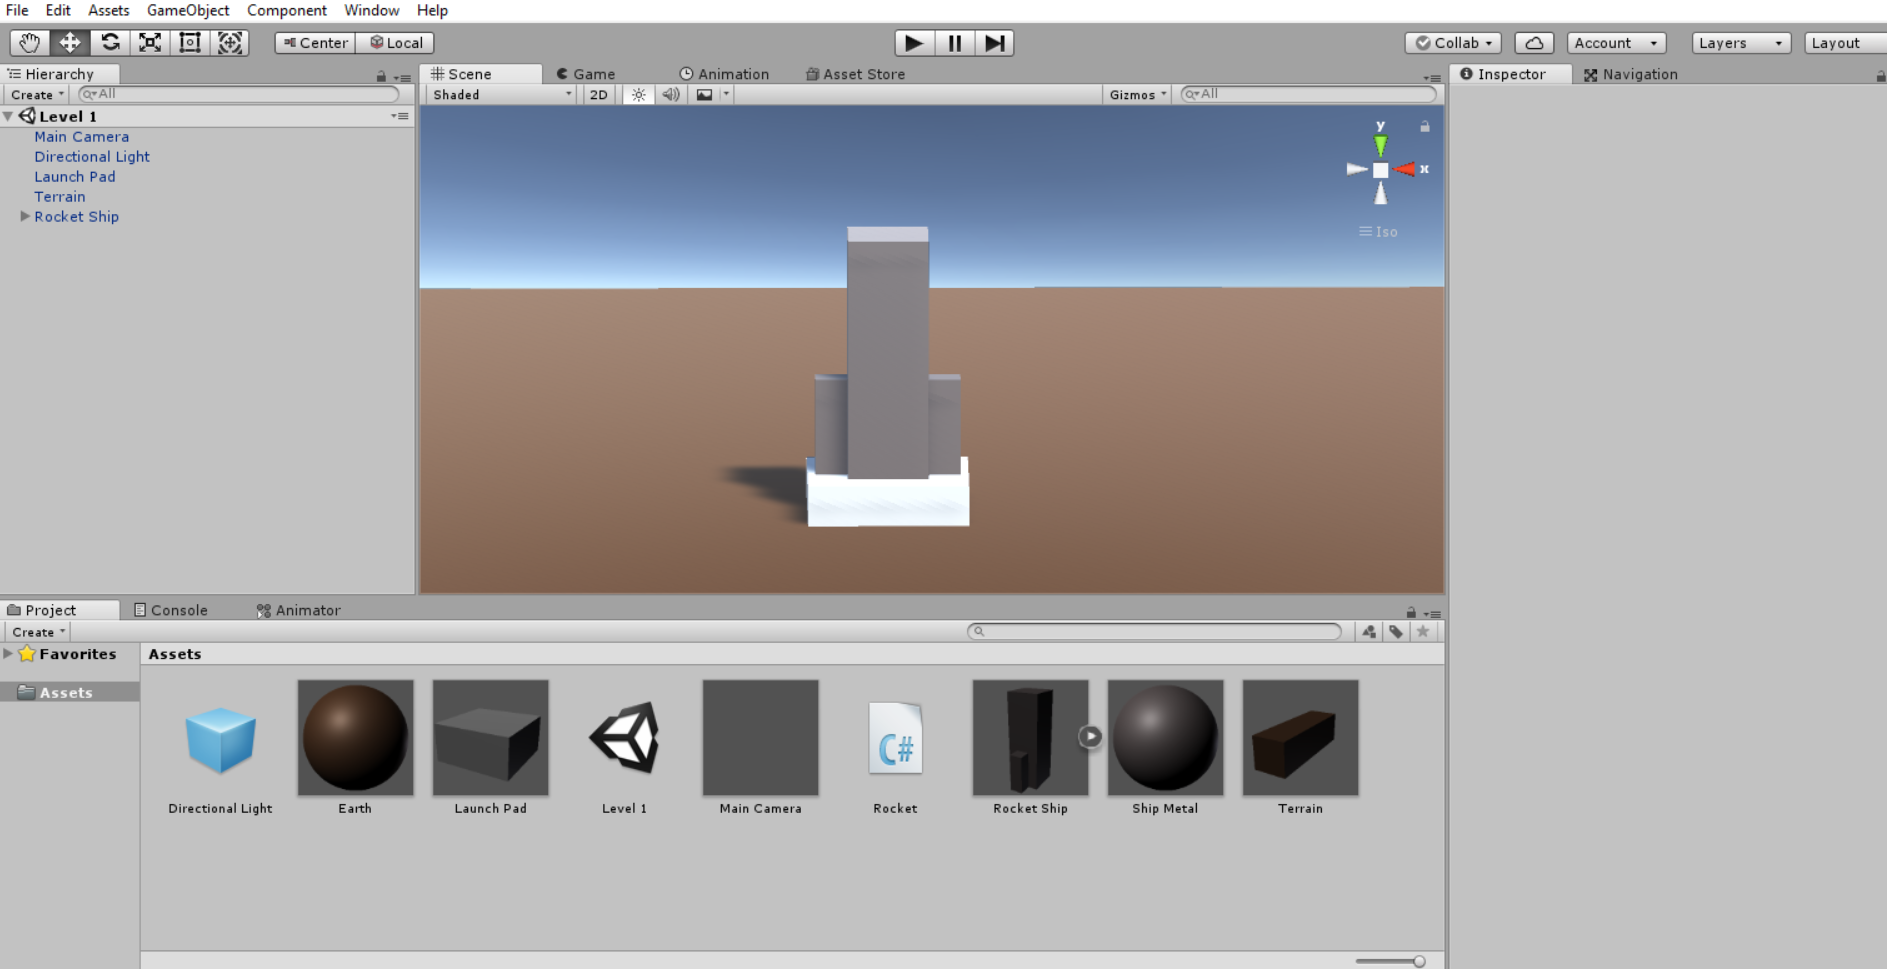 File Edit Assets GameObject Component Window Help
Center Local Collab Account Layers Layout
Hierarchy
Create All
Level 1
Main Camera
Directional Light
Launch Pad
Terrain
Rocket Ship
Scene Game Animation Asset Store
Shaded 2D Gizmos All
y
x
Iso
Inspector Navigation
Project Console Animator
Create
Favorites
Assets
Assets
C#
Directional Light Earth Launch Pad Level 1 Main Camera Rocket Rocket Ship Ship Metal Terrain